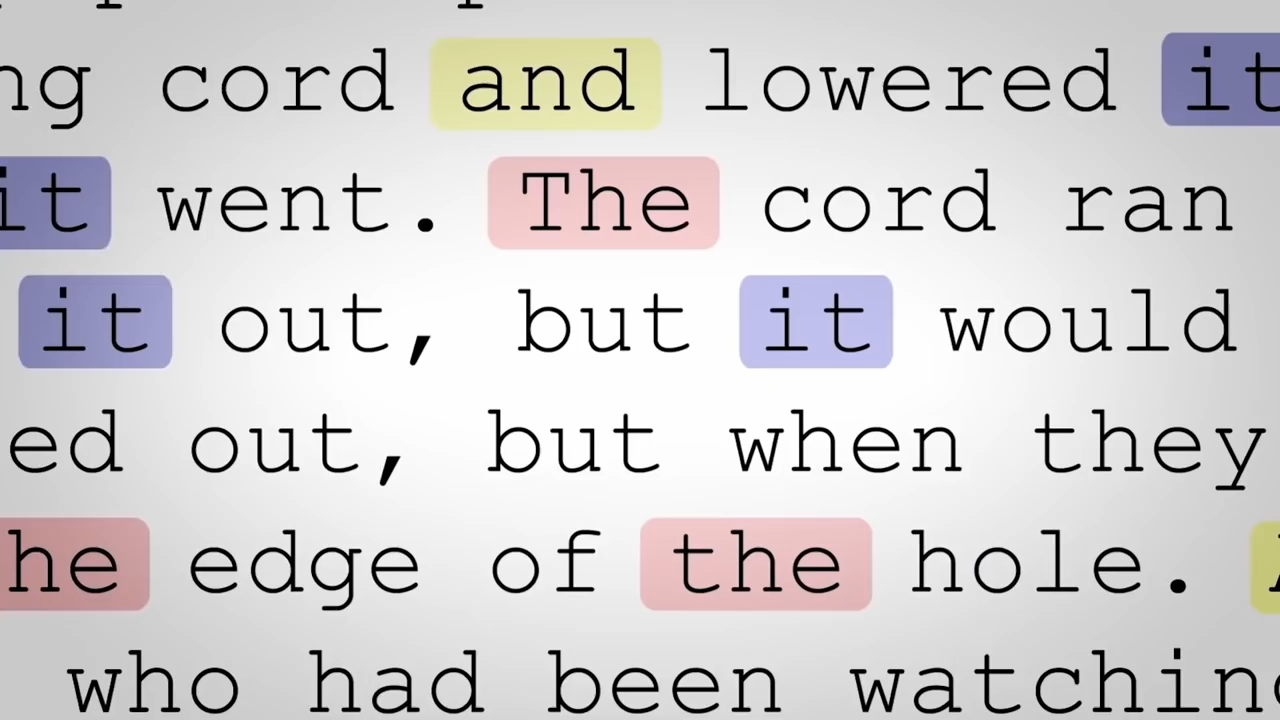 ng cord and lowered it
it went. The cord ran
it out, but it would
ed out, but when they
he edge of the hole.
who had been watching